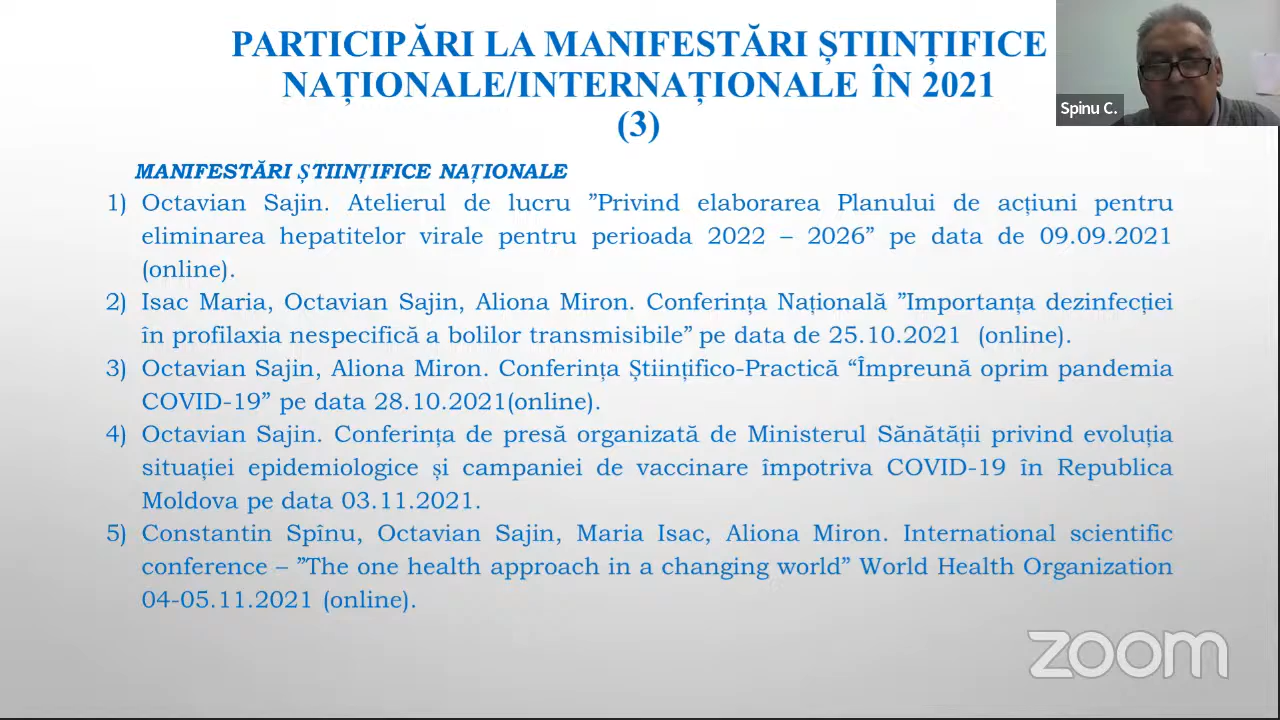 PARTICIPĂRI LA MANIFESTĂRI ȘTIINȚIFICE
NAȚIONALE/INTERNAȚIONALE ÎN 2021
(3)
Spinu C.
MANIFESTĂRI ȘTIINȚIFICE NAȚIONALE
1) Octavian Sajin. Atelierul de lucru ”Privind elaborarea Planului de acțiuni pentru
eliminarea hepatitelor virale pentru perioada 2022 – 2026” pe data de 09.09.2021
(online).
2) Isac Maria, Octavian Sajin, Aliona Miron. Conferința Națională ”Importanța dezinfecției
în profilaxia nespecifică a bolilor transmisibile” pe data de 25.10.2021 (online).
3) Octavian Sajin, Aliona Miron. Conferința Științifico-Practică “Împreună oprim pandemia
COVID-19” pe data 28.10.2021(online).
4) Octavian Sajin. Conferința de presă organizată de Ministerul Sănătății privind evoluția
situației epidemiologice și campaniei de vaccinare împotriva COVID-19 în Republica
Moldova pe data 03.11.2021.
5) Constantin Spînu, Octavian Sajin, Maria Isac, Aliona Miron. International scientific
conference – ”The one health approach in a changing world” World Health Organization
04-05.11.2021 (online).
zoom